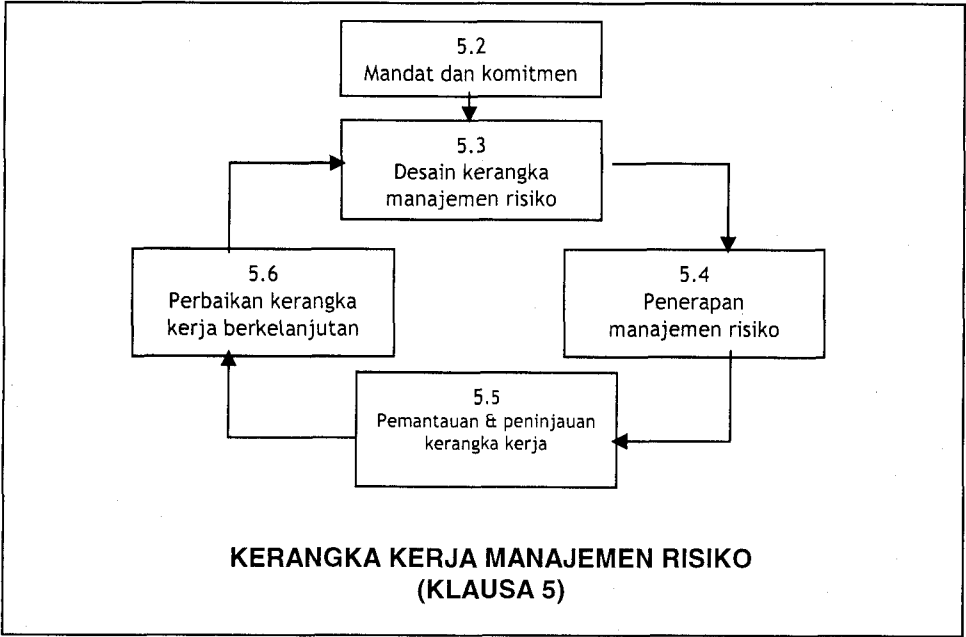 5.2
Mandat dan komitmen
5.3
Desain kerangka
manajemen risiko
5.6
Perbaikan kerangka
kerja berkelanjutan
5.4
Penerapan
manajemen risiko
5.5
Pemantauan & peninjauan
kerangka kerja
KERANGKA KERJA MANAJEMEN RISIKO
(KLAUSA 5)